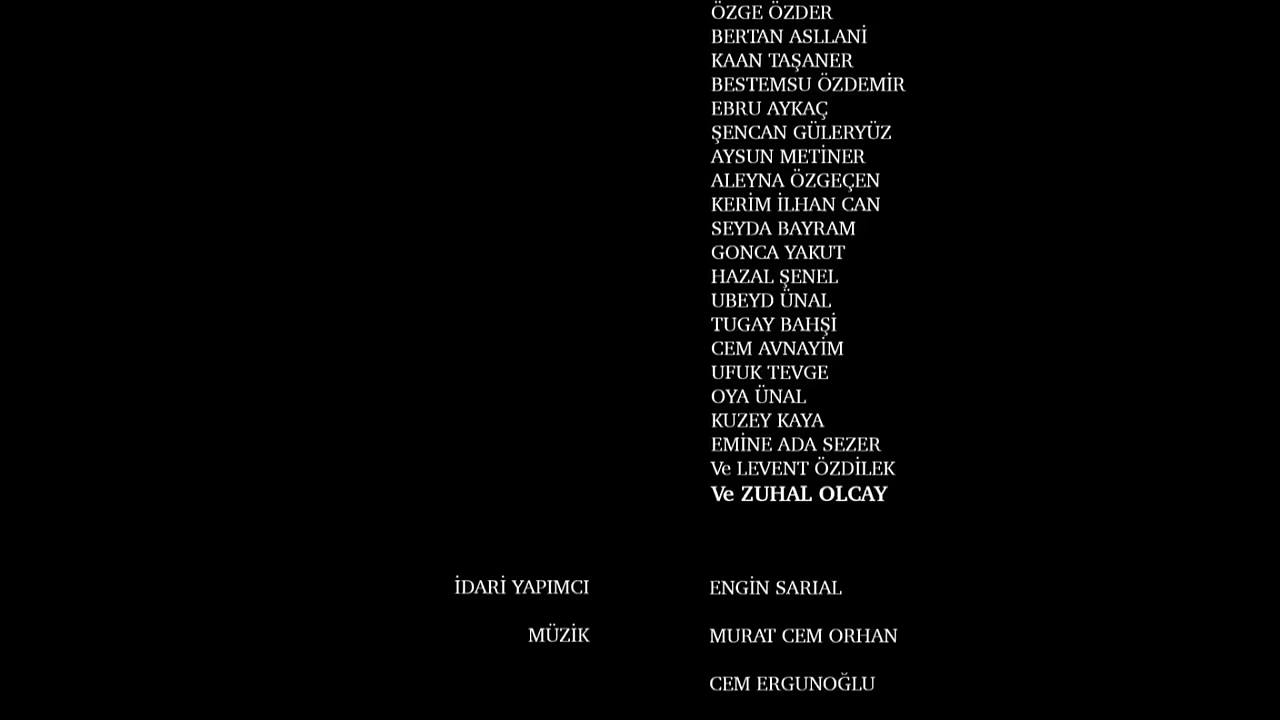 ÖZGE ÖZDER
BERTAN ASLLANİ
KAAN TAŞANER
BESTEMSU ÖZDEMİR
EBRU AYKAÇ
ŞENCAN GÜLERYÜZ
AYSUN METİNER
ALEYNA ÖZGEÇEN
KERİM İLHAN CAN
SEYDA BAYRAM
GONCA YAKUT
HAZAL ŞENEL
UBEYD ÜNAL
TUGAY BAHŞİ
CEM AVNAYİM
UFUK TEVGE
OYA ÜNAL
KUZEY KAYA
EMİNE ADA SEZER
Ve LEVENT ÖZDİLEK
Ve ZUHAL OLCAY
İDARİ YAPIMCI ENGİN SARIAL
MÜZİK MURAT CEM ORHAN
CEM ERGUNOĞLU